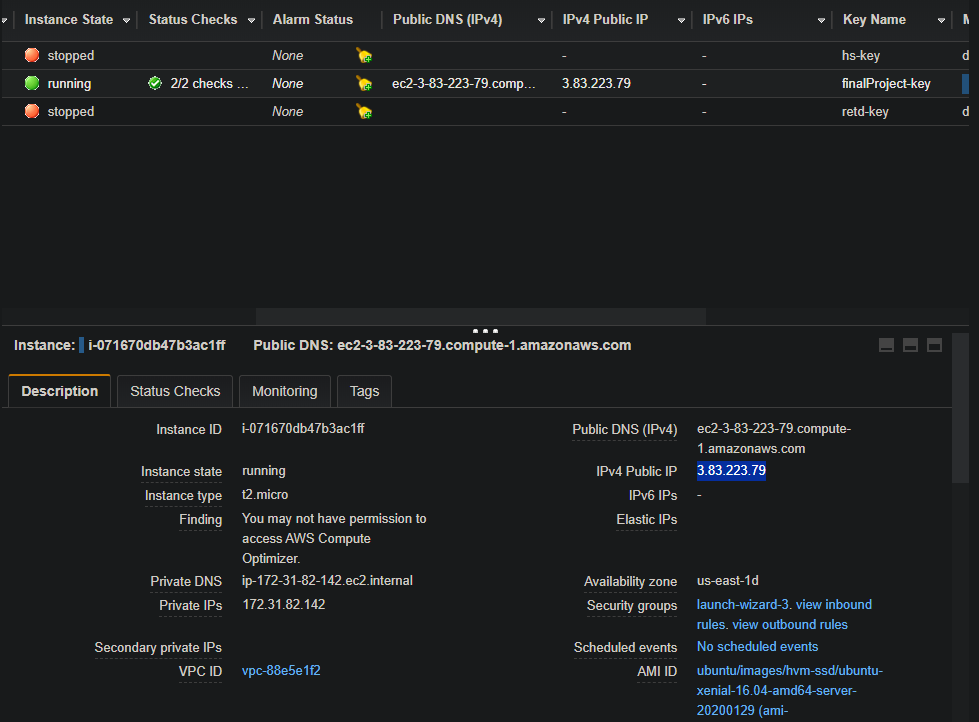 Instance State Status Checks Alarm Status Public DNS (IPv4) IPv4 Public IP IPv6 IPs Key Name
stopped None - - hs-key d
running 2/2 checks ... None ec2-3-83-223-79.comp... 3.83.223.79 - finalProject-key
stopped None - - retd-key d
Instance: i-071670db47b3ac1ff Public DNS: ec2-3-83-223-79.compute-1.amazonaws.com
Description Status Checks Monitoring Tags
Instance ID i-071670db47b3ac1ff Public DNS (IPv4) ec2-3-83-223-79.compute-
1.amazonaws.com
Instance state running IPv4 Public IP 3.83.223.79
Instance type t2.micro IPv6 IPs -
Finding You may not have permission to Elastic IPs
access AWS Compute
Optimizer.
Private DNS ip-172-31-82-142.ec2.internal Availability zone us-east-1d
Private IPs 172.31.82.142 Security groups launch-wizard-3. view inbound
rules. view outbound rules
Secondary private IPs Scheduled events No scheduled events
VPC ID vpc-88e5e1f2 AMI ID ubuntu/images/hvm-ssd/ubuntu-
xenial-16.04-amd64-server-
20200129 (ami-